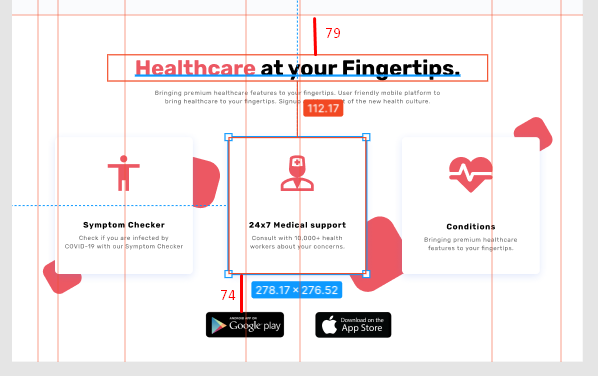 79
Healthcare at your Fingertips.
Bringing premium healthcare features to your fingertips. User friendly mobile platform to
bring healthcare to your fingertips. Signup of the new health culture.
112.17
Symptom Checker
Check if you are infected by
COVID-19 with our Symptom Checker
24x7 Medical support
Consult with 10,000+ health
workers about your concerns.
Conditions
Bringing premium healthcare
features to your fingertips.
74
278.17 × 276.52
ANDROID APP ON
Google play
Download on the
App Store